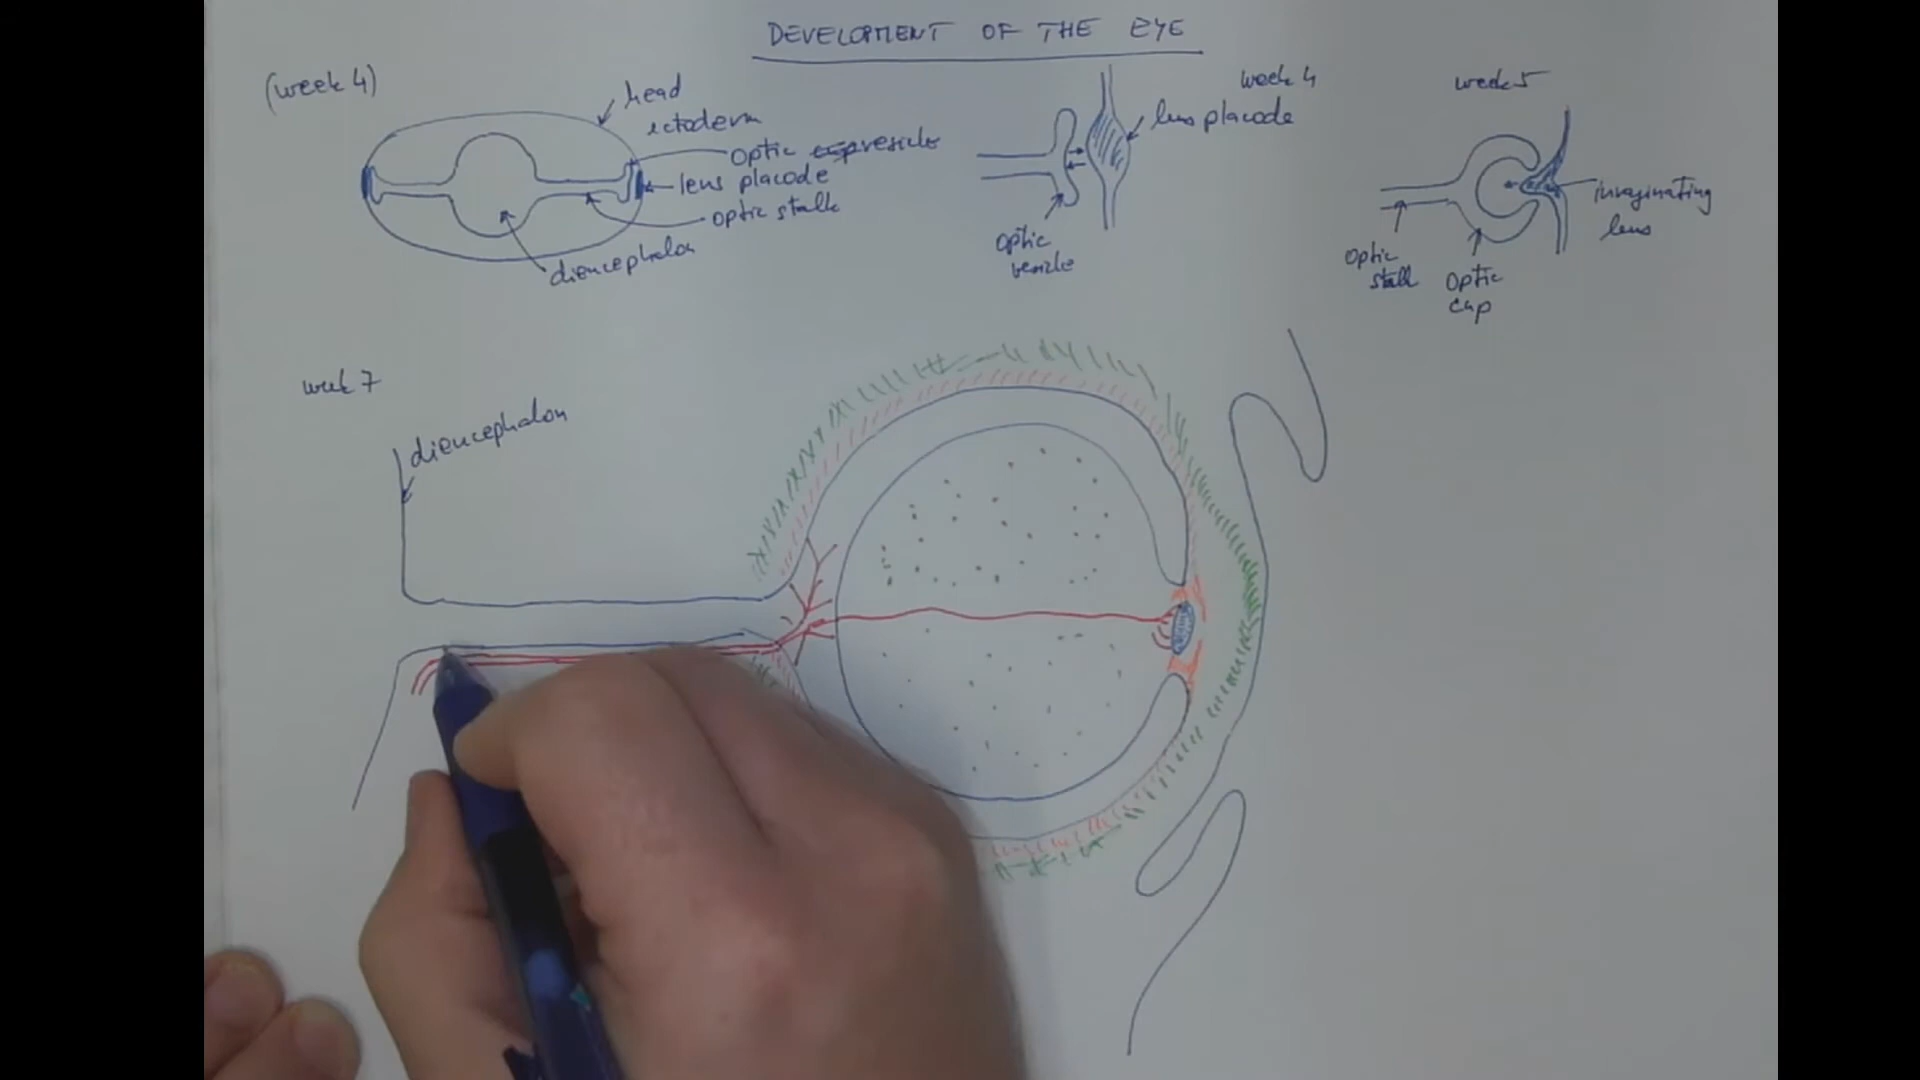 DEVELOPMENT OF THE EYE
(week 4)
head
ectoderm
optic vesicle
lens placode
optic stalk
diencephalon
week 4
lens placode
optic
vesicle
week 5
invaginating
lens
optic
stalk
optic
cup
week 7
diencephalon